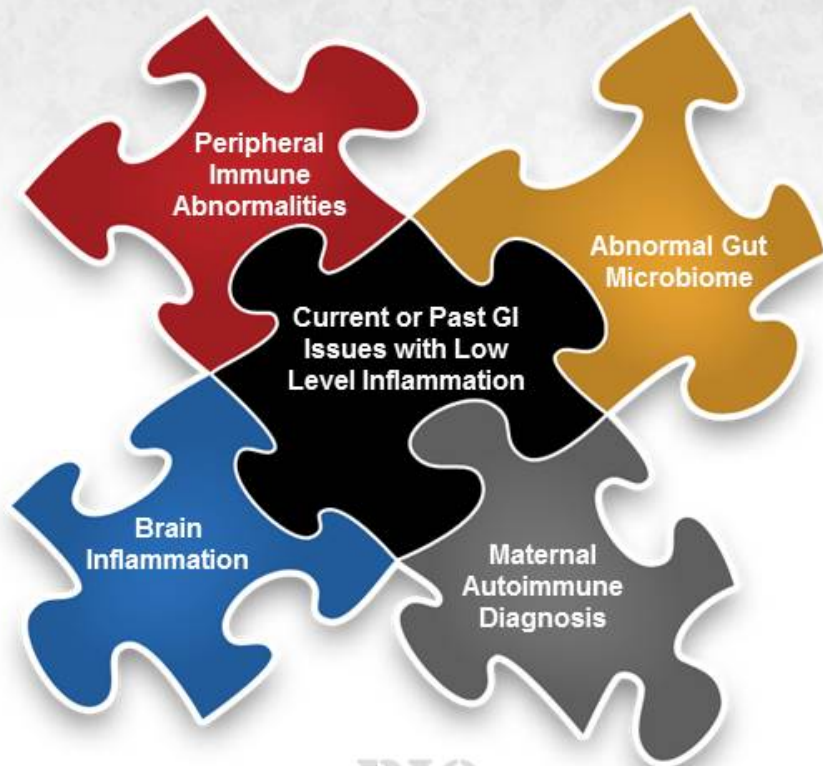 Peripheral
Immune
Abnormalities
Abnormal Gut
Microbiome
Current or Past GI
Issues with Low
Level Inflammation
Brain
Inflammation
Maternal
Autoimmune
Diagnosis